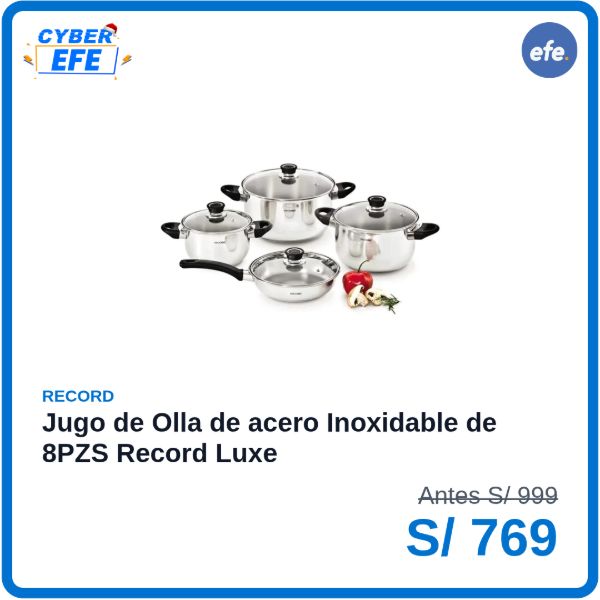 CYBER
EFE
efe.
RECORD
Jugo de Olla de acero Inoxidable de
8PZS Record Luxe
Antes S/ 999
S/ 769